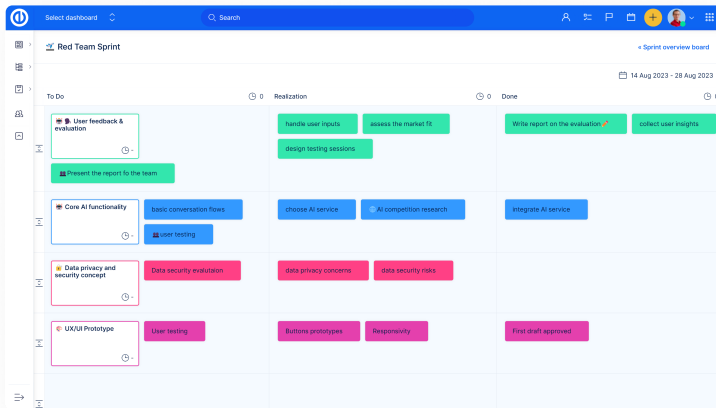 Select dashboard
Search
Red Team Sprint
« Sprint overview board
14 Aug 2023 - 28 Aug 2023
To Do
0
Realization
0
Done
User feedback &
evaluation
-
handle user inputs
assess the market fit
Write report on the evaluation
collect user insights
design testing sessions
Present the report fo the team
Core AI functionality
-
basic conversation flows
choose AI service
AI competition research
Integrate AI service
user testing
Data privacy and
security concept
-
Data security evalutaion
data privacy concerns
data security risks
UX/UI Prototype
-
User testing
Buttons prototypes
Responsivity
First draft approved